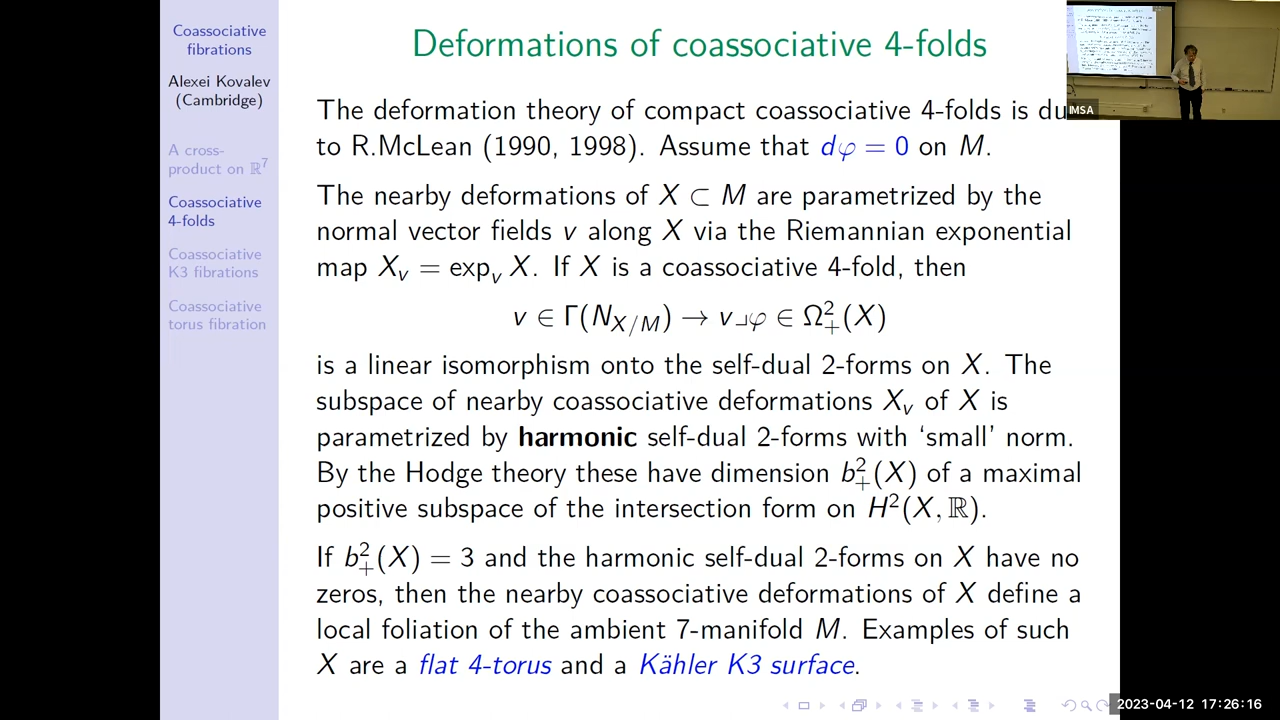 Coassociative
fibrations
Alexei Kovalev
(Cambridge)
A cross-
product on ℝ⁷
Coassociative
4-folds
Coassociative
K3 fibrations
Coassociative
torus fibration
Deformations of coassociative 4-folds
The deformation theory of compact coassociative 4-folds is du
to R.McLean (1990, 1998). Assume that dφ = 0 on M.
The nearby deformations of X ⊂ M are parametrized by the
normal vector fields v along X via the Riemannian exponential
map X_v = exp_v X. If X is a coassociative 4-fold, then
v ∈ Γ(N_{X/M}) → v⌟φ ∈ Ω²₊(X)
is a linear isomorphism onto the self-dual 2-forms on X. The
subspace of nearby coassociative deformations X_v of X is
parametrized by harmonic self-dual 2-forms with ‘small’ norm.
By the Hodge theory these have dimension b²₊(X) of a maximal
positive subspace of the intersection form on H²(X, ℝ).
If b²₊(X) = 3 and the harmonic self-dual 2-forms on X have no
zeros, then the nearby coassociative deformations of X define a
local foliation of the ambient 7-manifold M. Examples of such
X are a flat 4-torus and a Kähler K3 surface.
IMSA
2023-04-12 17:26:16